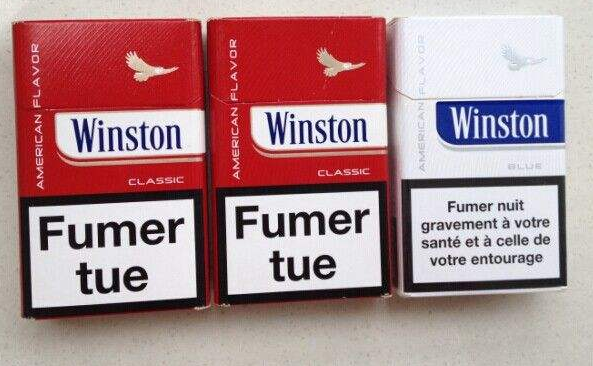 AMERICAN FLAVOR
Winston
CLASSIC
Fumer
tue
AMERICAN FLAVOR
Winston
CLASSIC
Fumer
tue
AMERICAN FLAVOR
Winston
BLUE
Fumer nuit
gravement à votre
santé et à celle de
votre entourage